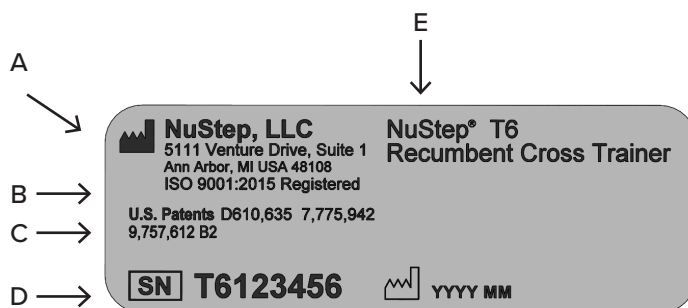 E
A
NuStep, LLC
5111 Venture Drive, Suite 1
Ann Arbor, MI USA 48108
ISO 9001:2015 Registered
NuStep® T6
Recumbent Cross Trainer
B
U.S. Patents D610,635 7,775,942
C
9,757,612 B2
D
SN T6123456
YYYY MM